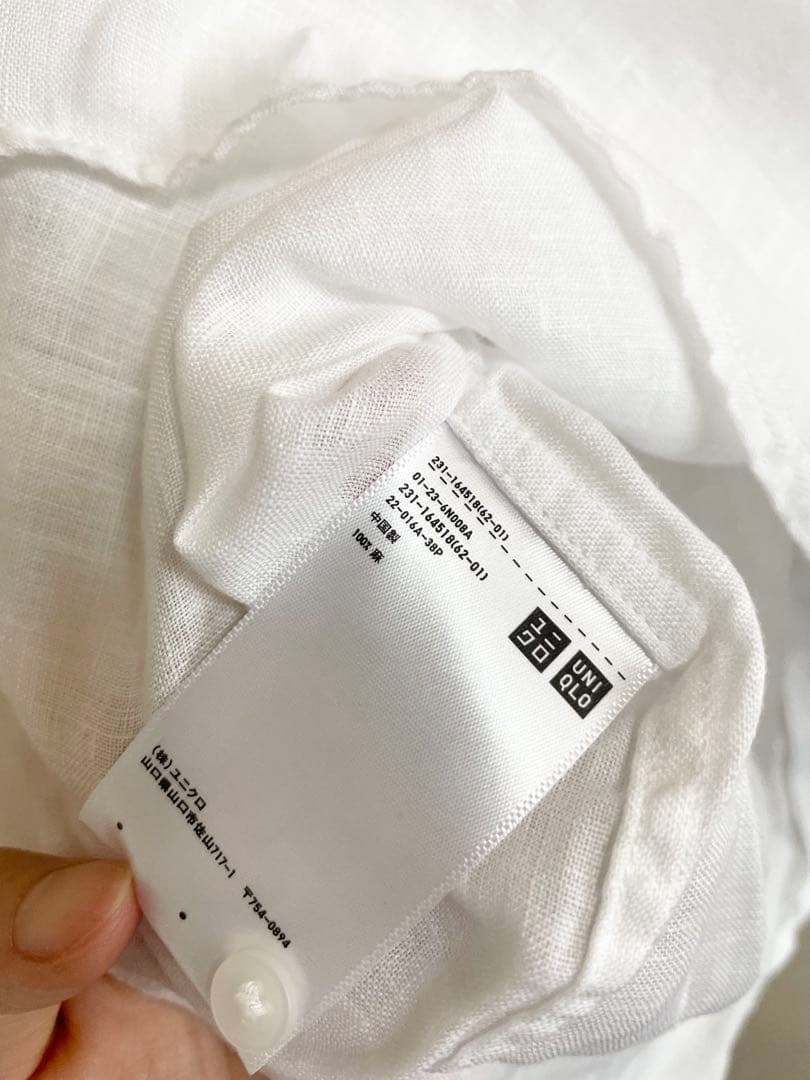 231-164518(62-01)
01-23-6N008A
231-164518(62-01)
22-016A-38P
中国製
100% 麻
ユニ
クロ
UNI
QLO
(株)ユニクロ
山口県山口市佐山717-1 〒754-0894